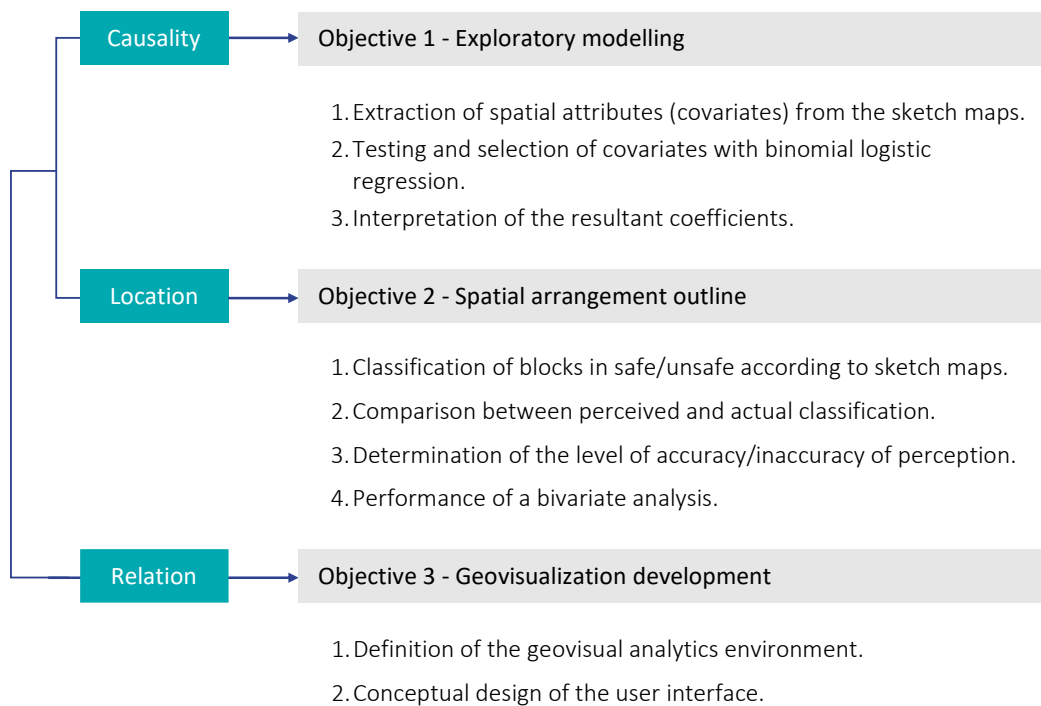 Causality
Objective 1 - Exploratory modelling
1. Extraction of spatial attributes (covariates) from the sketch maps.
2. Testing and selection of covariates with binomial logistic
regression.
3. Interpretation of the resultant coefficients.
Location
Objective 2 - Spatial arrangement outline
1. Classification of blocks in safe/unsafe according to sketch maps.
2. Comparison between perceived and actual classification.
3. Determination of the level of accuracy/inaccuracy of perception.
4. Performance of a bivariate analysis.
Relation
Objective 3 - Geovisualization development
1. Definition of the geovisual analytics environment.
2. Conceptual design of the user interface.